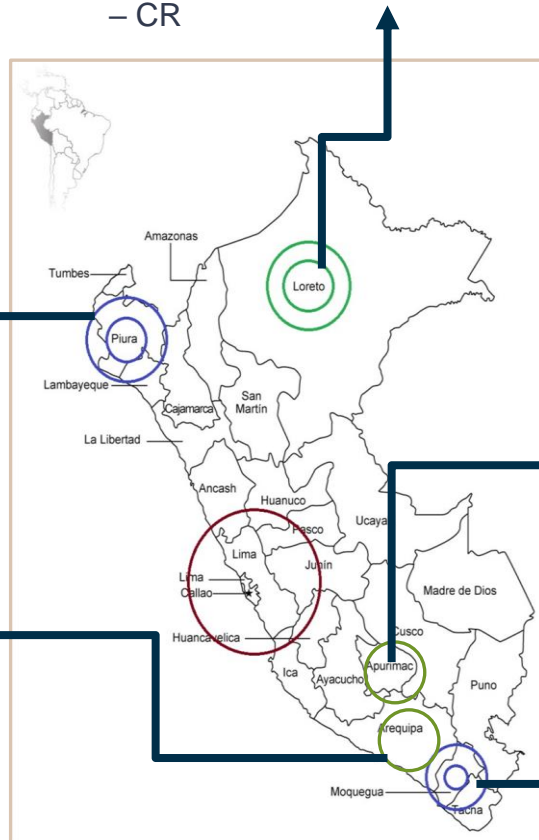 – CR
Amazonas
Tumbes
Loreto
Piura
Lambayeque
San
Martín
Cajamarca
La Libertad
Ancash
Huanuco
Ucaya
Pasco
Lima
Junín
Lima
Callao
Madre de Dios
Huancavelica
Cusco
Apurimac
Ica
Ayacucho
Puno
Arequipa
Moquegua
Tacna